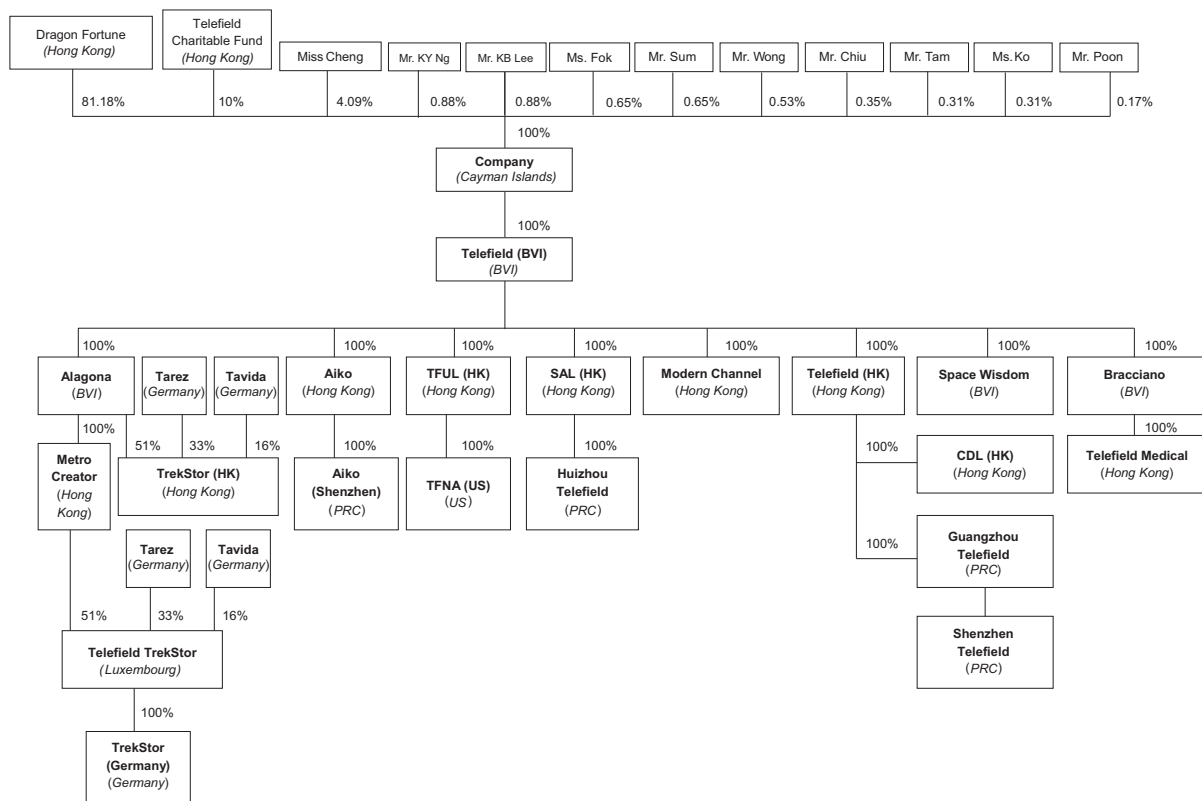 Dragon Fortune
(Hong Kong)
Telefield
Charitable Fund
(Hong Kong)
Miss Cheng
Mr. KY Ng
Mr. KB Lee
Ms. Fok
Mr. Sum
Mr. Wong
Mr. Chiu
Mr. Tam
Ms. Ko
Mr. Poon
81.18%
10%
4.09%
0.88%
0.88%
0.65%
0.65%
0.53%
0.35%
0.31%
0.31%
0.17%
100%
Company
(Cayman Islands)
100%
Telefield (BVI)
(BVI)
100%
100%
100%
100%
100%
100%
100%
100%
Alagona
(BVI)
Tarez
(Germany)
Tavida
(Germany)
Aiko
(Hong Kong)
TFUL (HK)
(Hong Kong)
SAL (HK)
(Hong Kong)
Modern Channel
(Hong Kong)
Telefield (HK)
(Hong Kong)
Space Wisdom
(BVI)
Bracciano
(BVI)
100%
51%
33%
16%
100%
100%
100%
100%
100%
Metro
Creator
(Hong
Kong)
TrekStor (HK)
(Hong Kong)
Aiko
(Shenzhen)
(PRC)
TFNA (US)
(US)
Huizhou
Telefield
(PRC)
CDL (HK)
(Hong Kong)
Telefield Medical
(Hong Kong)
Tarez
(Germany)
Tavida
(Germany)
100%
Guangzhou
Telefield
(PRC)
51%
33%
16%
Telefield TrekStor
(Luxembourg)
Shenzhen
Telefield
(PRC)
100%
TrekStor
(Germany)
(Germany)